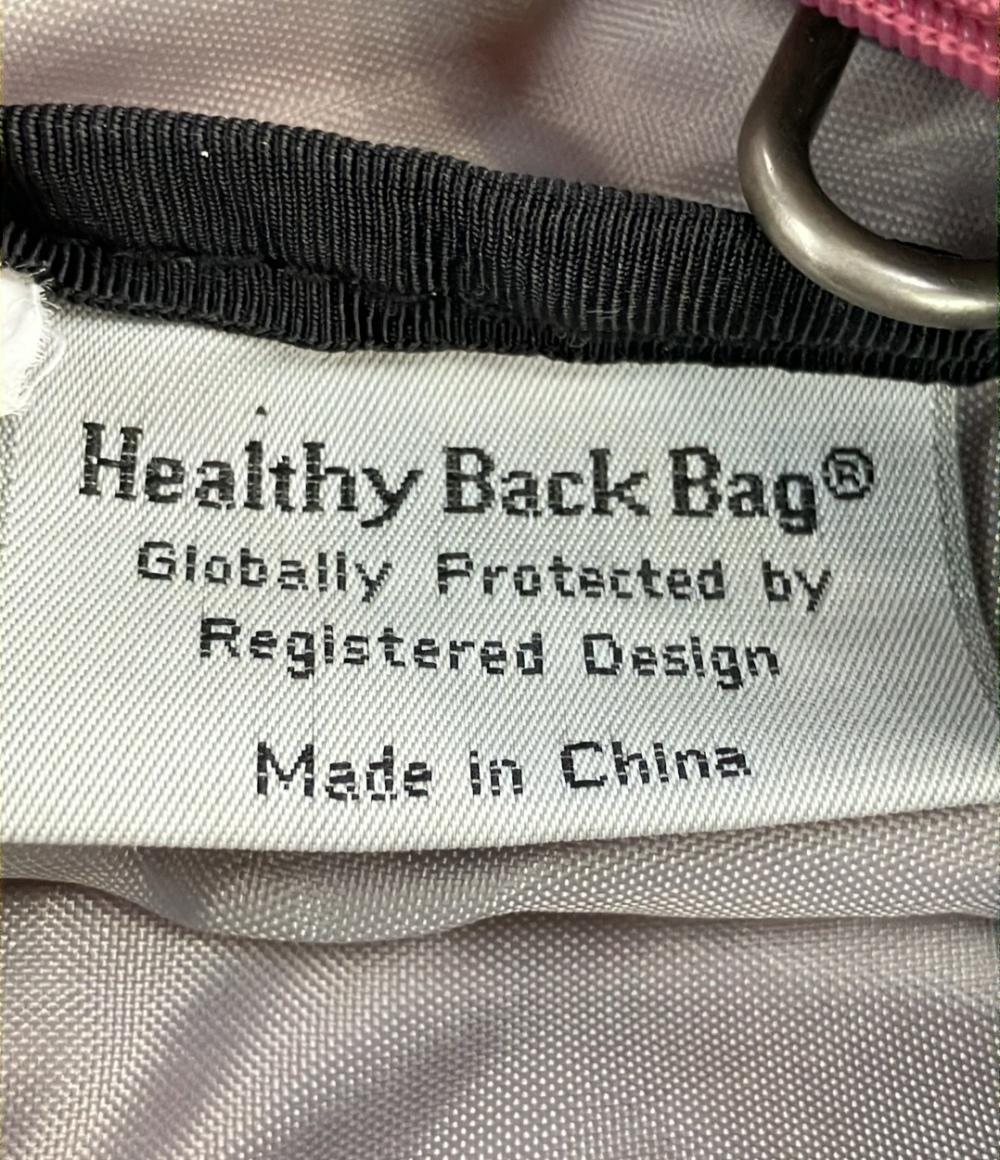 Healthy Back Bag®
Globally Protected by
Registered Design
Made in China